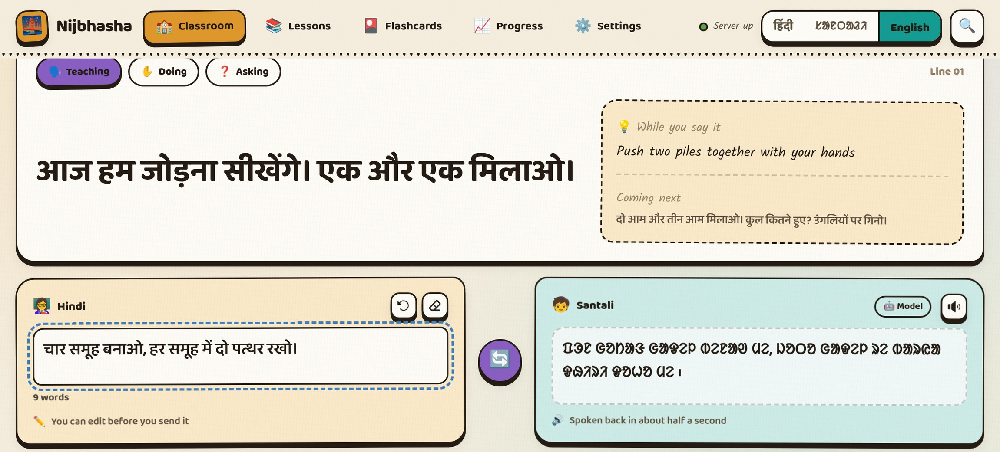 Nijbhasha
Classroom
Lessons
Flashcards
Progress
Settings
Server up
हिंदी
ᱥᱟᱱᱛᱟᱲᱤ
English
Teaching
Doing
Asking
Line 01
आज हम जोड़ना सीखेंगे। एक और एक मिलाओ।
While you say it
Push two piles together with your hands
Coming next
दो आम और तीन आम मिलाओ। कुल कितने हुए? उंगलियों पर गिनो।
Hindi
चार समूह बनाओ, हर समूह में दो पत्थर रखो।
9 words
You can edit before you send it
Santali
Model
ᱯᱩᱱ ᱜᱚᱴᱟᱝ ᱜᱟᱫᱮᱞ ᱵᱮᱱᱟᱣ ᱢᱮ, ᱡᱚᱛᱚ ᱜᱟᱫᱮᱞ ᱨᱮ ᱵᱟᱨᱭᱟ
ᱫᱷᱤᱨᱤ ᱫᱚᱦᱚ ᱢᱮ ᱾
Spoken back in about half a second